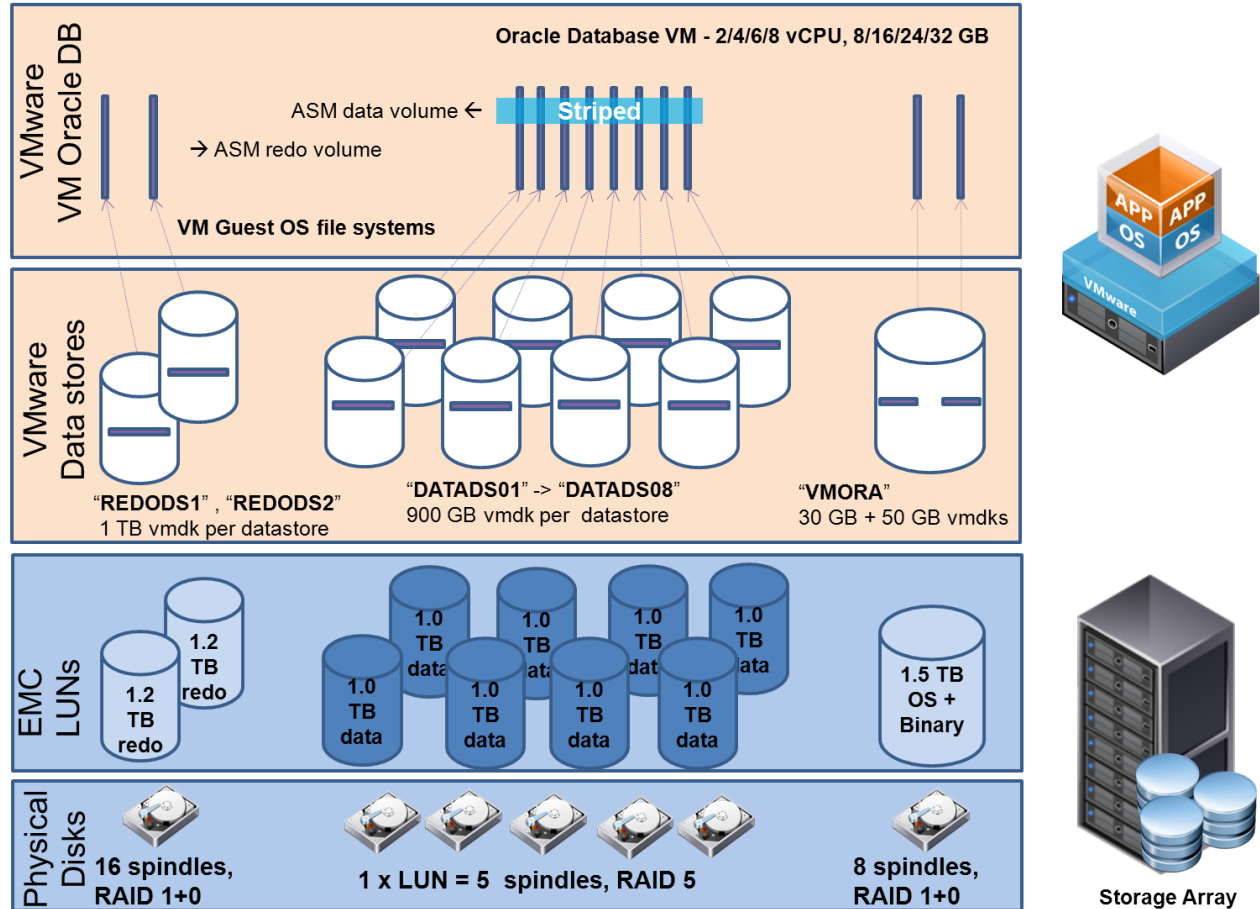 VMware
VM Oracle DB
Oracle Database VM - 2/4/6/8 vCPU, 8/16/24/32 GB
ASM data volume ←
Striped
→ ASM redo volume
VM Guest OS file systems
APP
APP
OS
OS
VMware
VMware
Data stores
“REDODS1” , “REDODS2”
1 TB vmdk per datastore
“DATADS01” -> “DATADS08”
900 GB vmdk per datastore
“VMORA”
30 GB + 50 GB vmdks
EMC
LUNs
1.2
TB
redo
1.2
TB
redo
1.0
TB
data
1.0
TB
data
1.0
TB
data
1.0
TB
data
1.0
TB
data
1.0
TB
data
1.0
TB
data
1.0
TB
data
1.5 TB
OS +
Binary
Physical
Disks
16 spindles,
RAID 1+0
1 x LUN = 5 spindles, RAID 5
8 spindles,
RAID 1+0
Storage Array